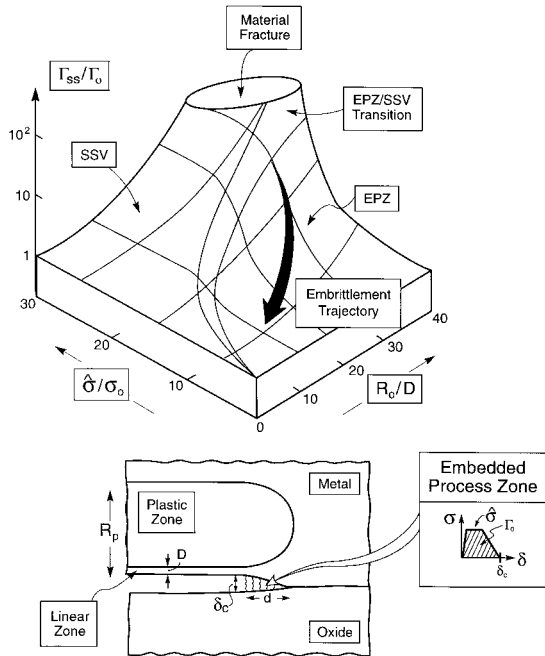 Material
Fracture
Γss/Γo
EPZ/SSV
Transition
10²
SSV
10
EPZ
1
Embrittlement
Trajectory
30
20
10
0
10
20
30
40
σ̂/σo
Ro/D
Metal
Embedded
Process Zone
Plastic
Zone
Rp
D
σ
σ̂
Γo
δ
δc
Linear
Zone
δc
d
Oxide